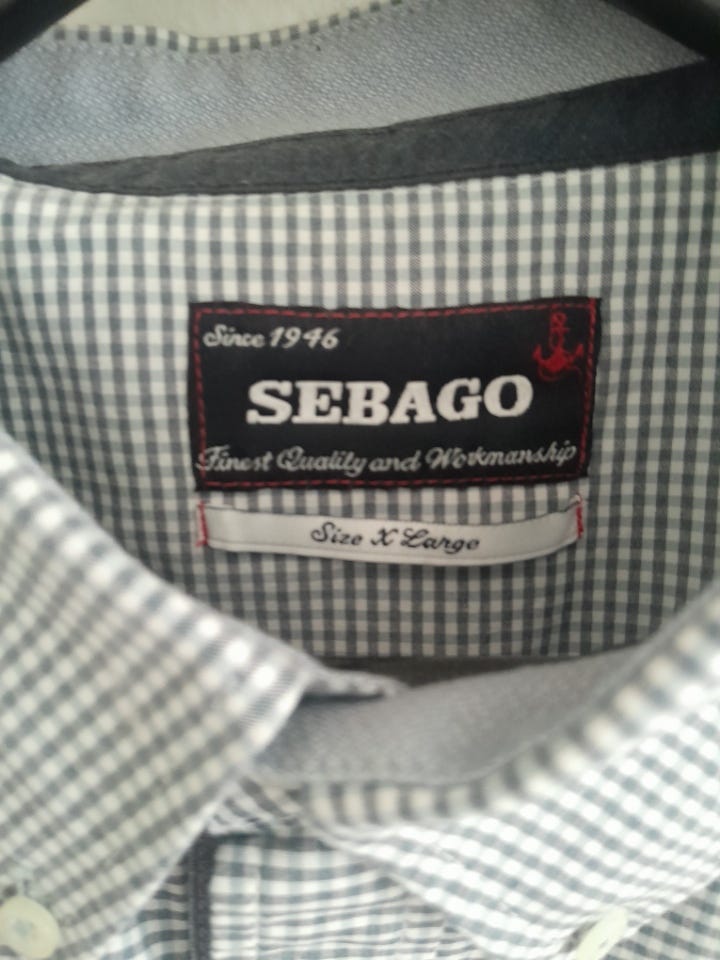 Since 1946
SEBAGO
Finest Quality and Workmanship
Size X Large